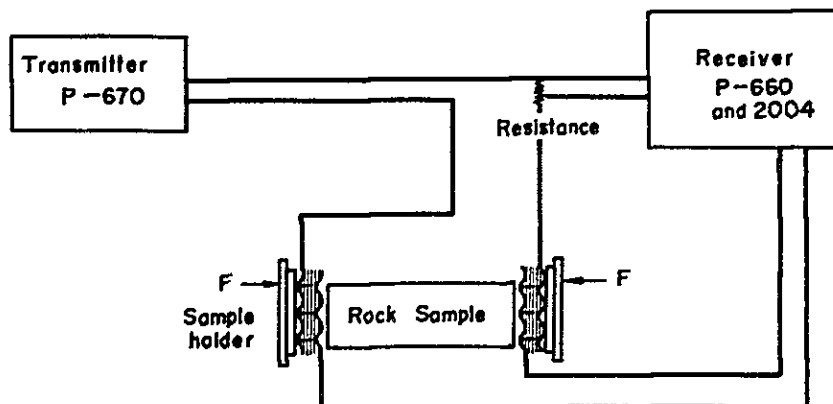 Transmitter
P-670
Receiver
P-660
and 2004
Resistance
F
F
Sample
holder
Rock Sample